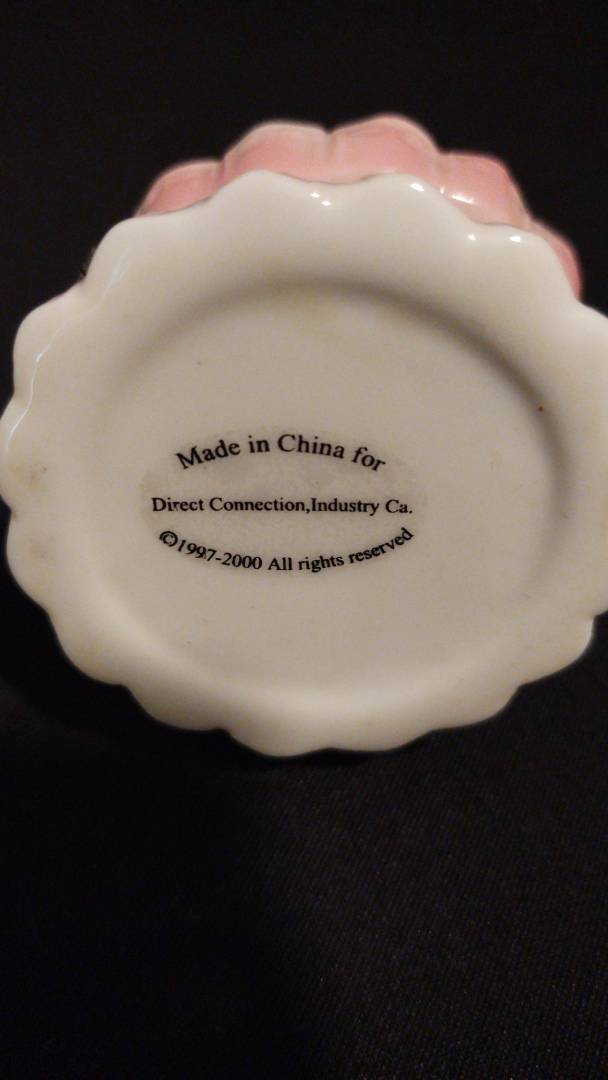 Made in China for
Direct Connection,Industry Ca.
©1997-2000 All rights reserved